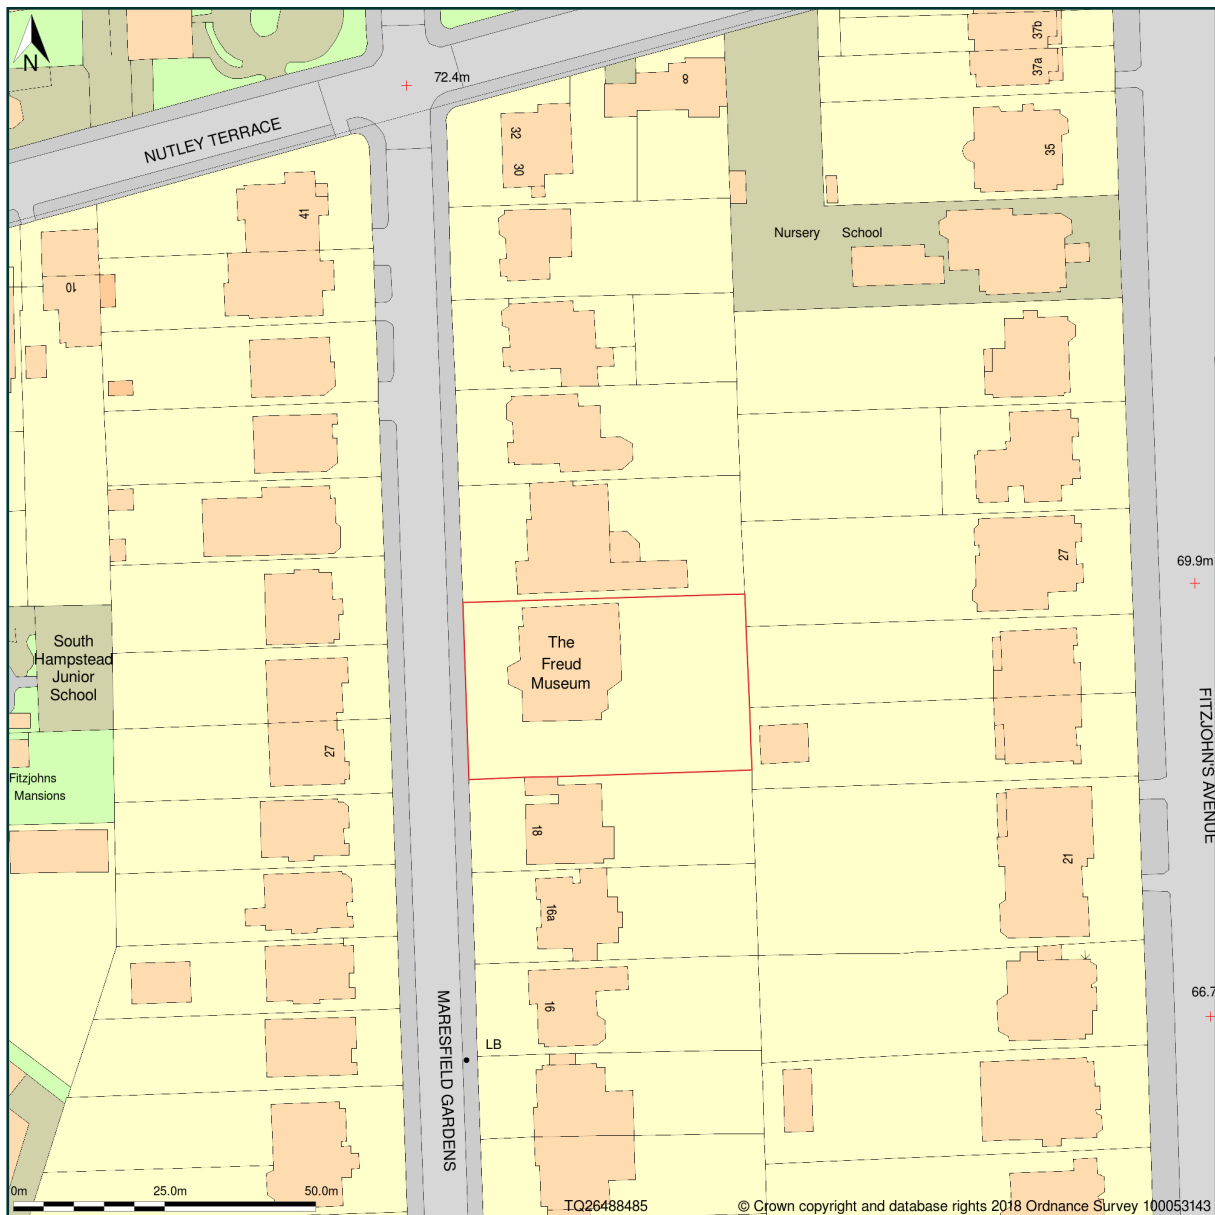 N
72.4m
NUTLEY TERRACE
37b
37a
8
32
30
35
41
Nursery School
10
27
69.9m
The
Freud
Museum
South
Hampstead
Junior
School
FITZJOHN'S AVENUE
27
Fitzjohns
Mansions
18
21
16a
66.7
16
MARESFIELD GARDENS
LB
0m
25.0m
50.0m
TQ26488485
© Crown copyright and database rights 2018 Ordnance Survey 100053143